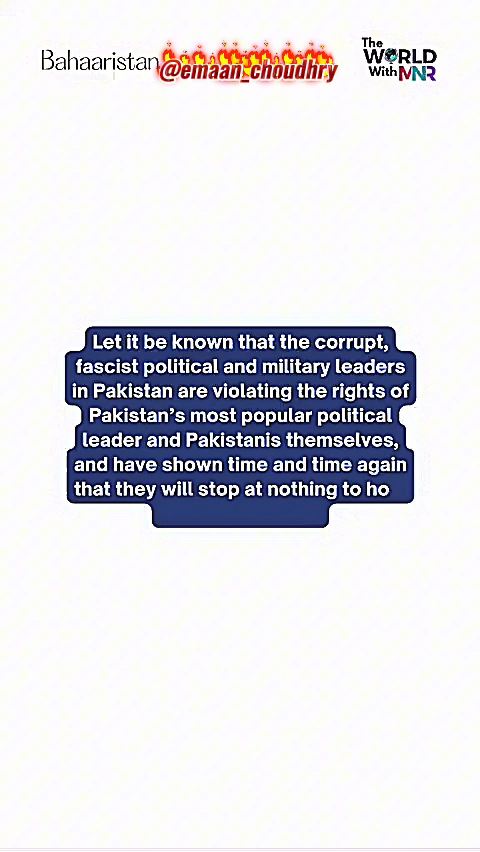 Bahaaristan
@emaan_choudhry
The
WORLD
With MNR
Let it be known that the corrupt,
fascist political and military leaders
in Pakistan are violating the rights of
Pakistan’s most popular political
leader and Pakistanis themselves,
and have shown time and time again
that they will stop at nothing to ho